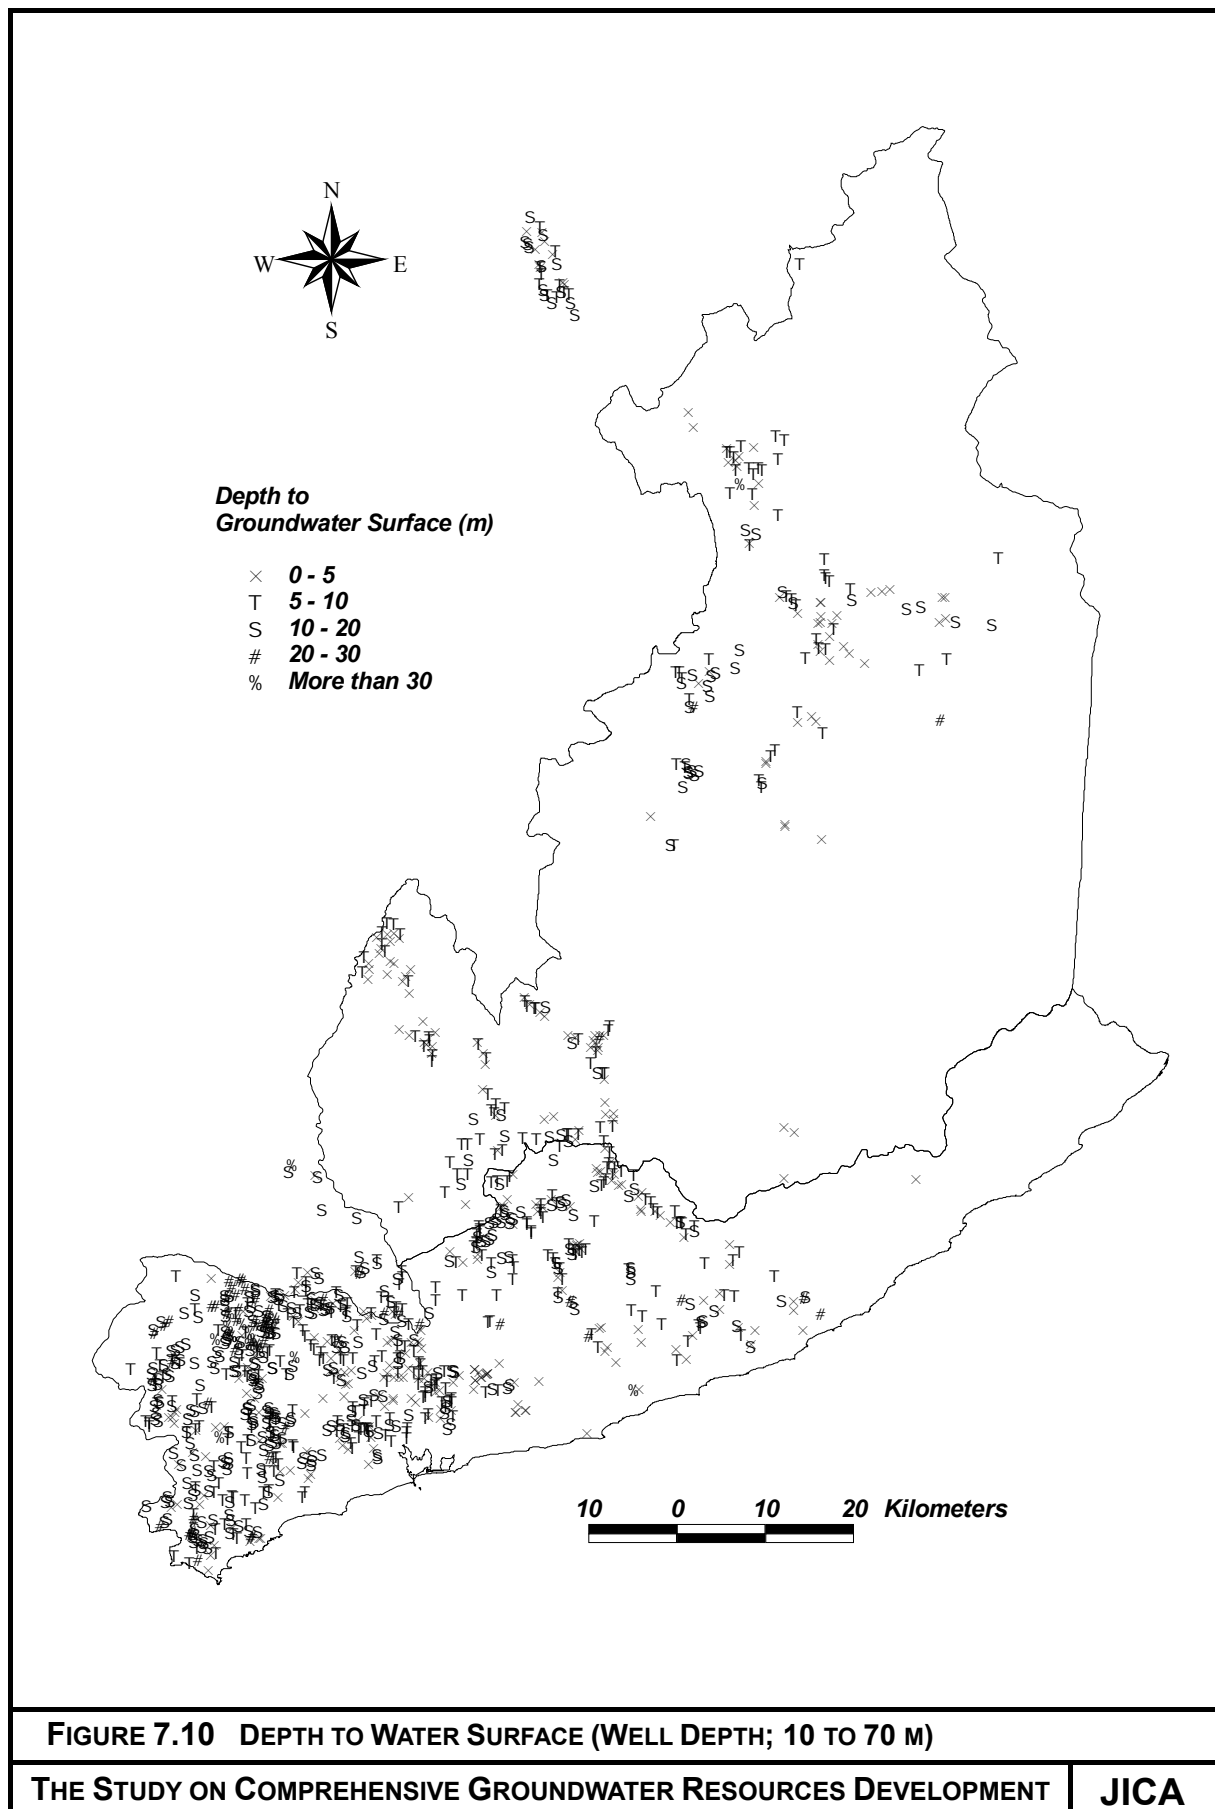 N
W E
S
Depth to
Groundwater Surface (m)
× 0 - 5
T 5 - 10
S 10 - 20
# 20 - 30
% More than 30
10 0 10 20 Kilometers
FIGURE 7.10 DEPTH TO WATER SURFACE (WELL DEPTH; 10 TO 70 M)
THE STUDY ON COMPREHENSIVE GROUNDWATER RESOURCES DEVELOPMENT JICA